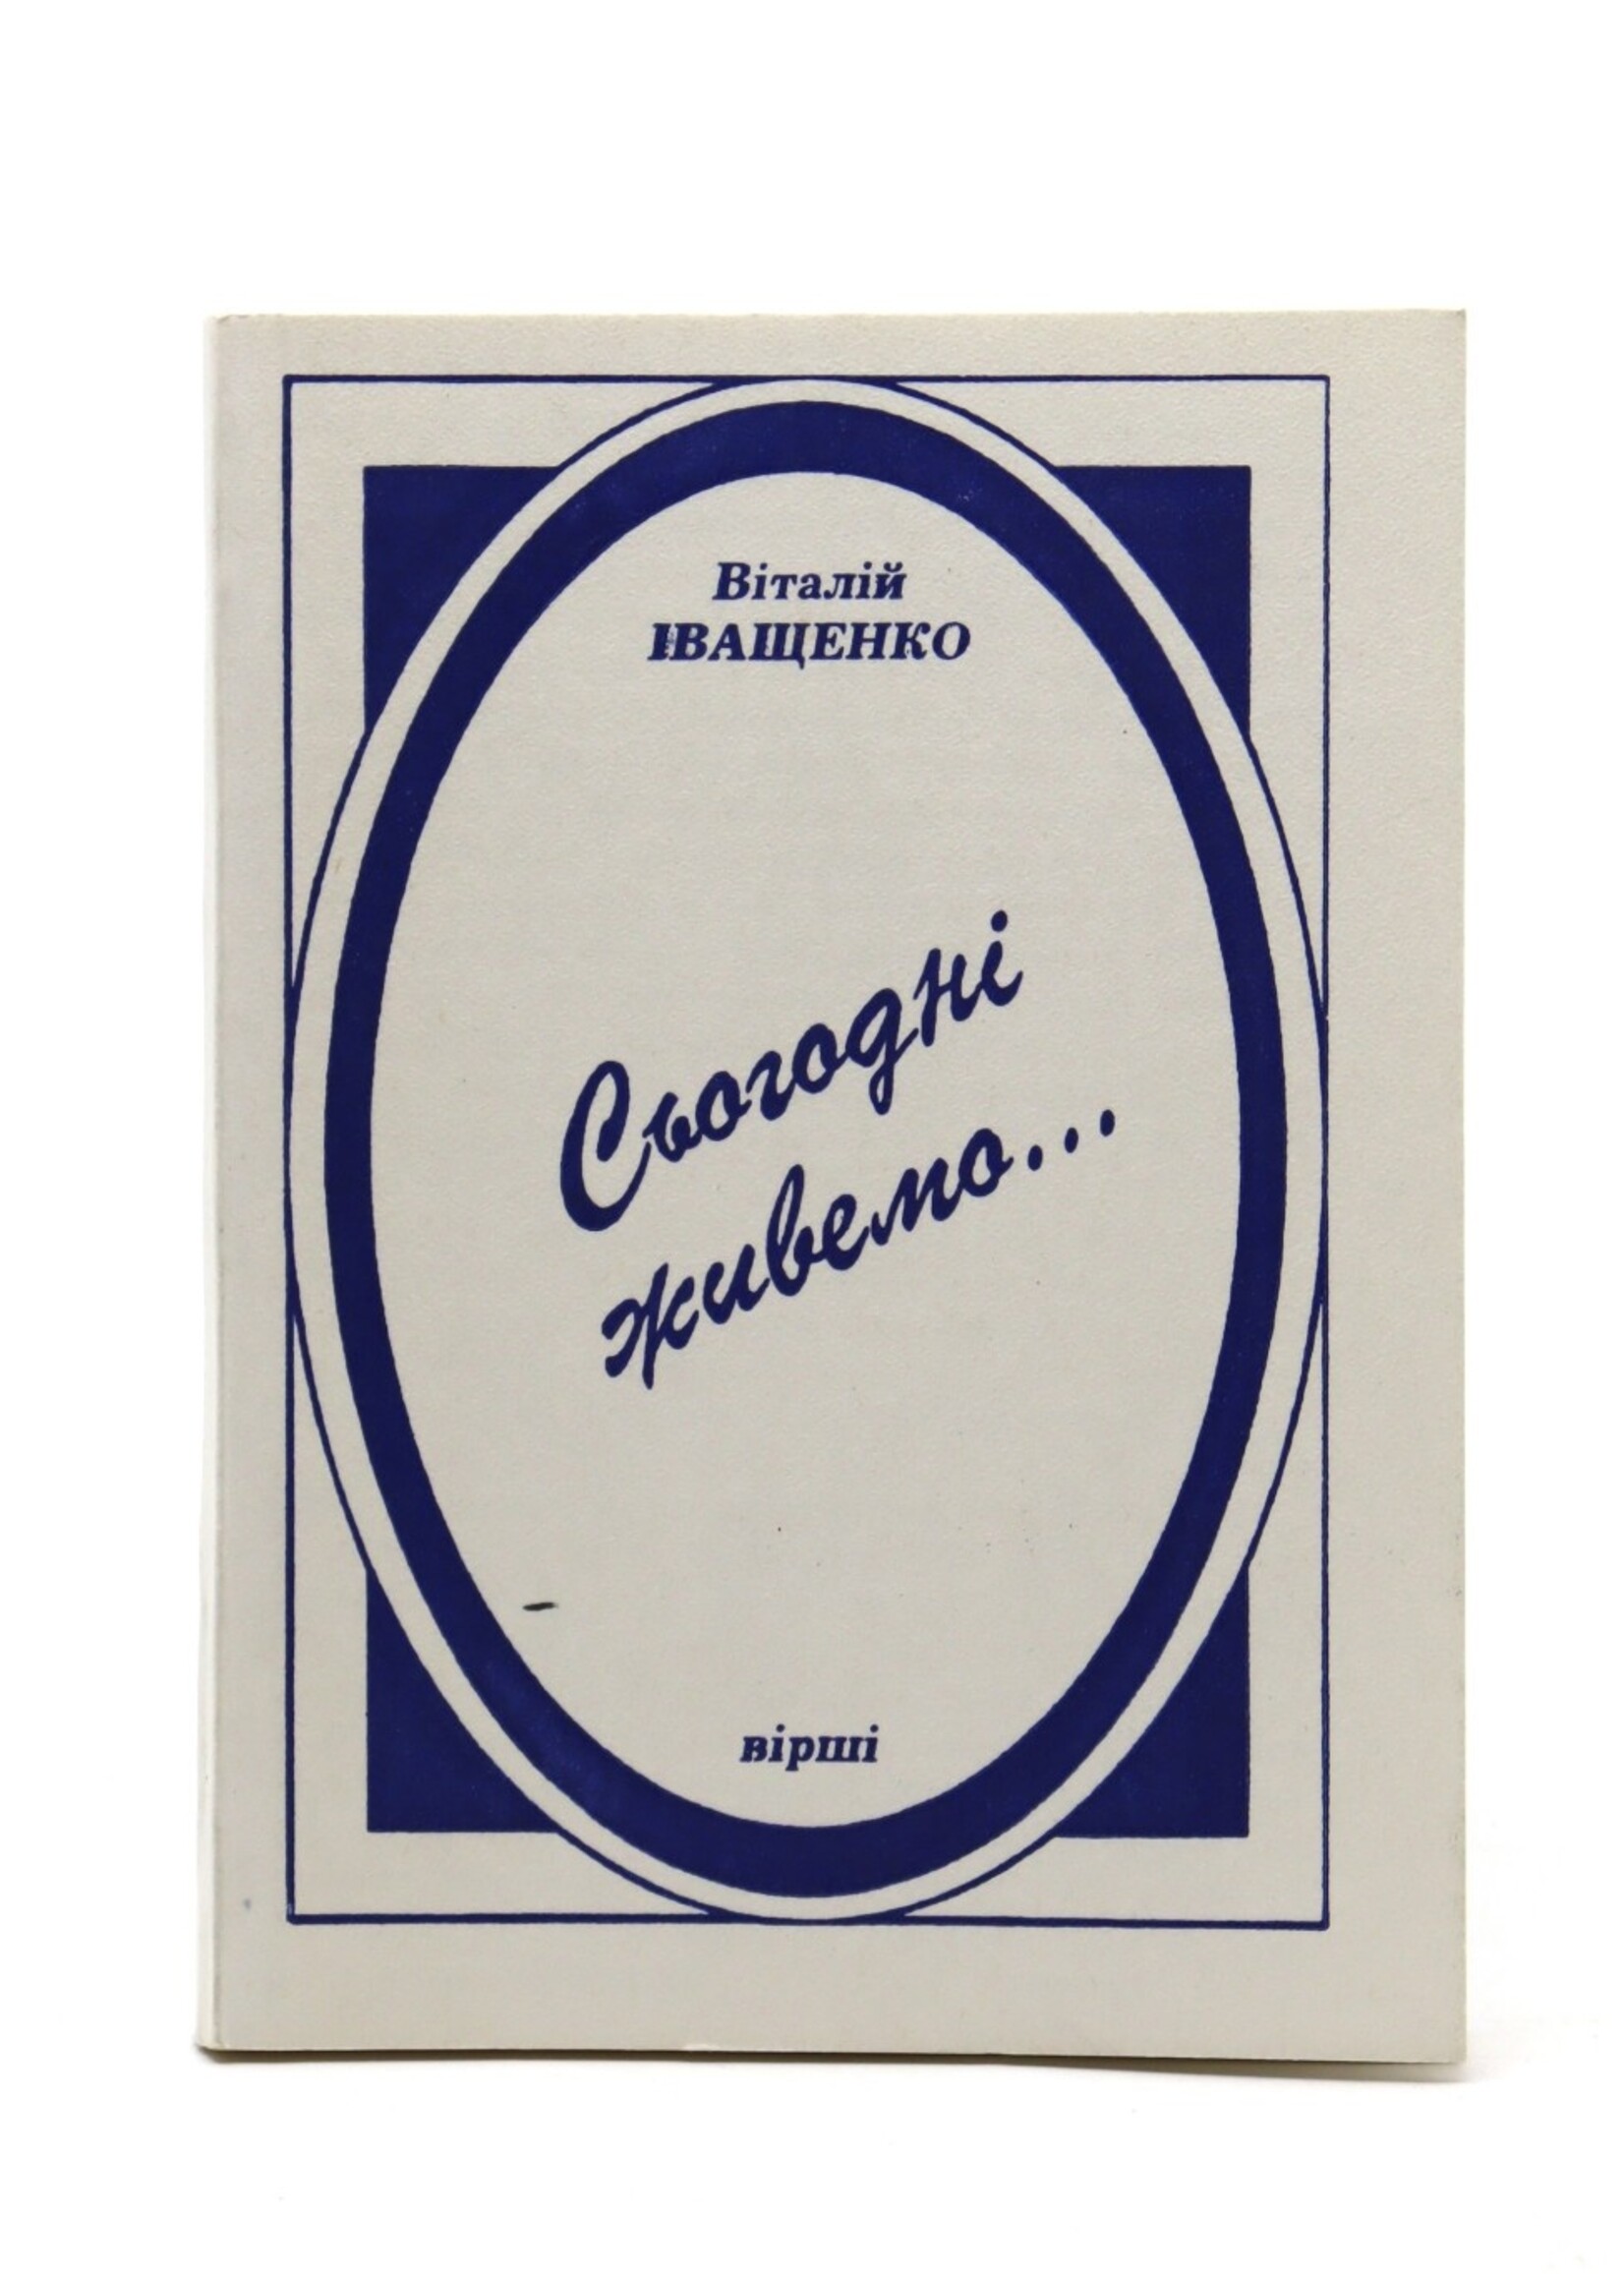 Віталій
ІВАЩЕНКО
Сьогодні
живемо...
вірші